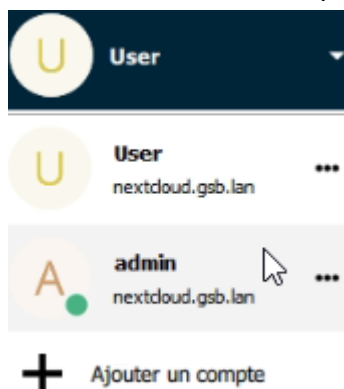 U User
U User
nextcloud.gsb.lan
A admin
nextcloud.gsb.lan
Ajouter un compte